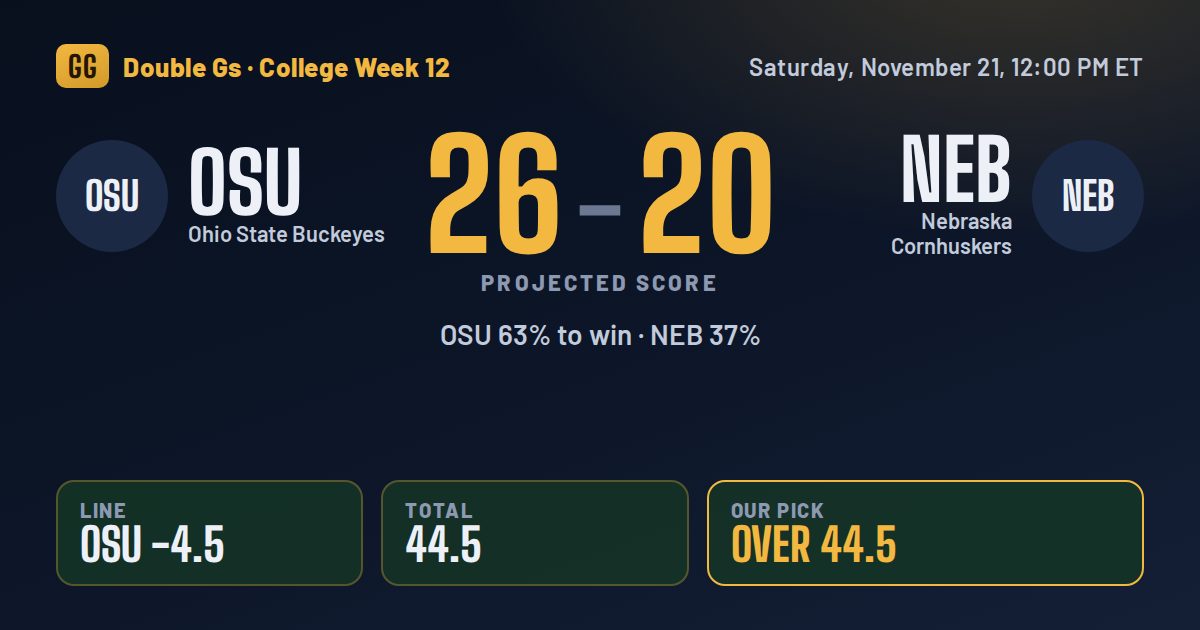 GG Double Gs · College Week 12
Saturday, November 21, 12:00 PM ET
OSU
OSU
Ohio State Buckeyes
26 – 20
NEB
Nebraska
Cornhuskers
NEB
PROJECTED SCORE
OSU 63% to win · NEB 37%
LINE
OSU −4.5
TOTAL
44.5
OUR PICK
OVER 44.5